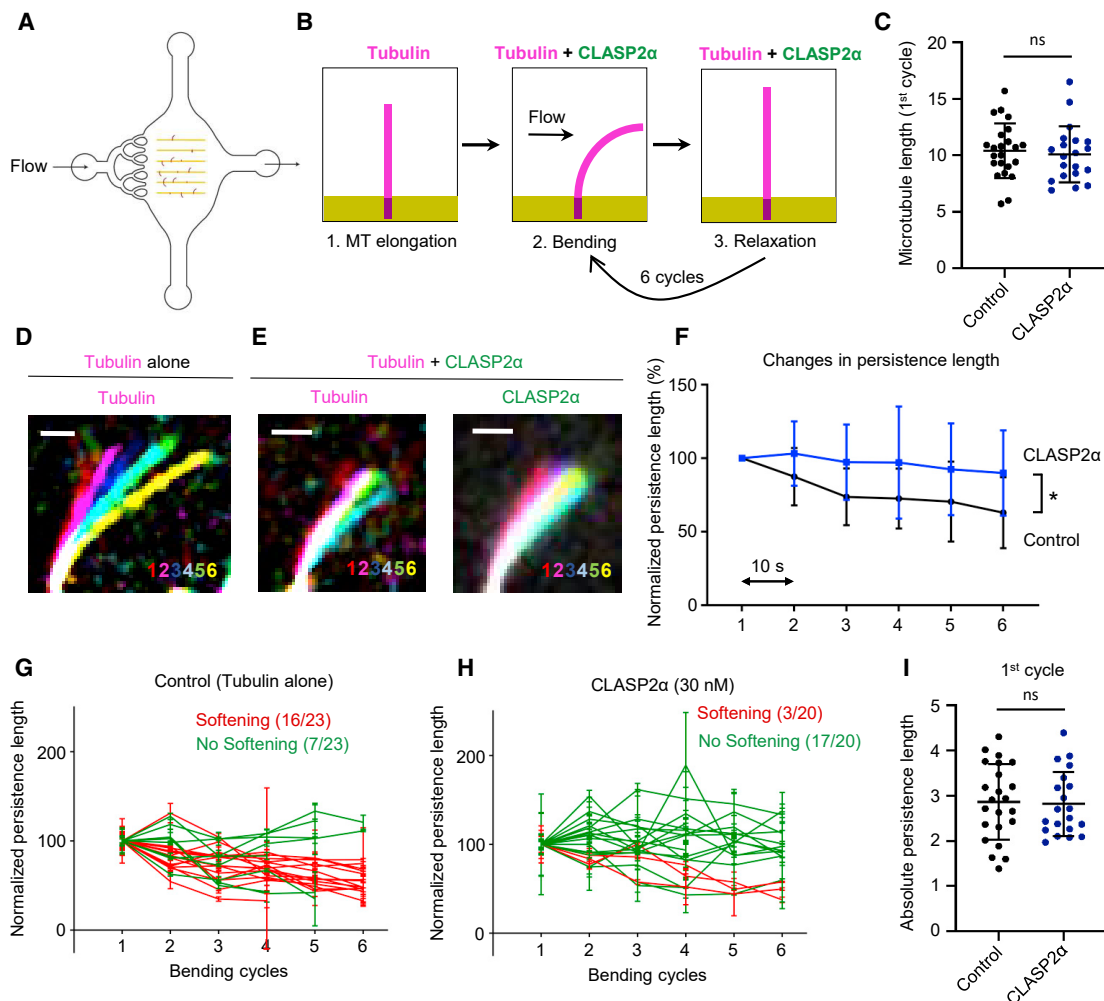 A
Flow
B
Tubulin
Tubulin + CLASP2α
Tubulin + CLASP2α
Flow
1. MT elongation
2. Bending
3. Relaxation
6 cycles
C
ns
Microtubule length (1st cycle)
20
15
10
5
0
Control
CLASP2α
D
Tubulin alone
Tubulin
123456
E
Tubulin + CLASP2α
Tubulin
CLASP2α
123456
123456
F
Changes in persistence length
Normalized persistence length (%)
150
100
50
0
CLASP2α
*
Control
10 s
1 2 3 4 5 6
G
Control (Tubulin alone)
Softening (16/23)
No Softening (7/23)
Normalized persistence length
200
100
0
1 2 3 4 5 6
Bending cycles
H
CLASP2α (30 nM)
Softening (3/20)
No Softening (17/20)
Normalized persistence length
200
100
0
1 2 3 4 5 6
Bending cycles
I
1st cycle
ns
Absolute persistence length
5
4
3
2
1
0
Control
CLASP2α